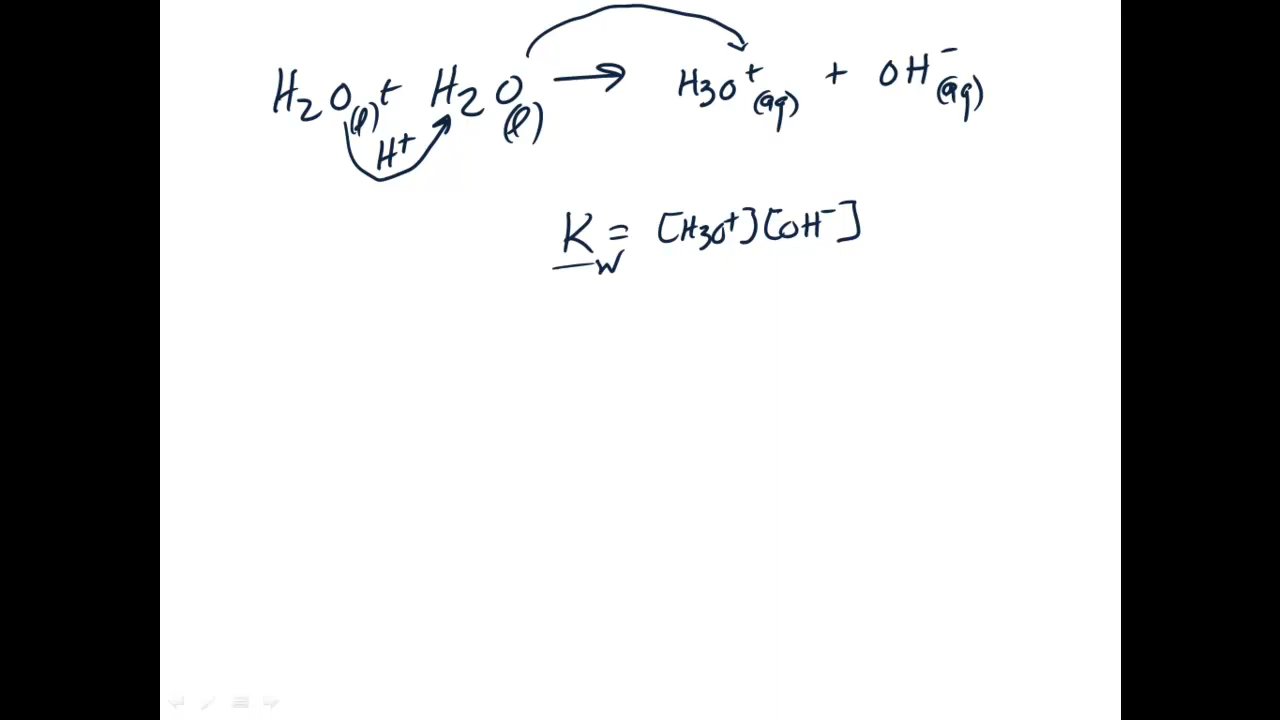 H2O(l) + H2O(l) → H3O+(aq) + OH-(aq)
H+
Kw = [H3O+][OH-]